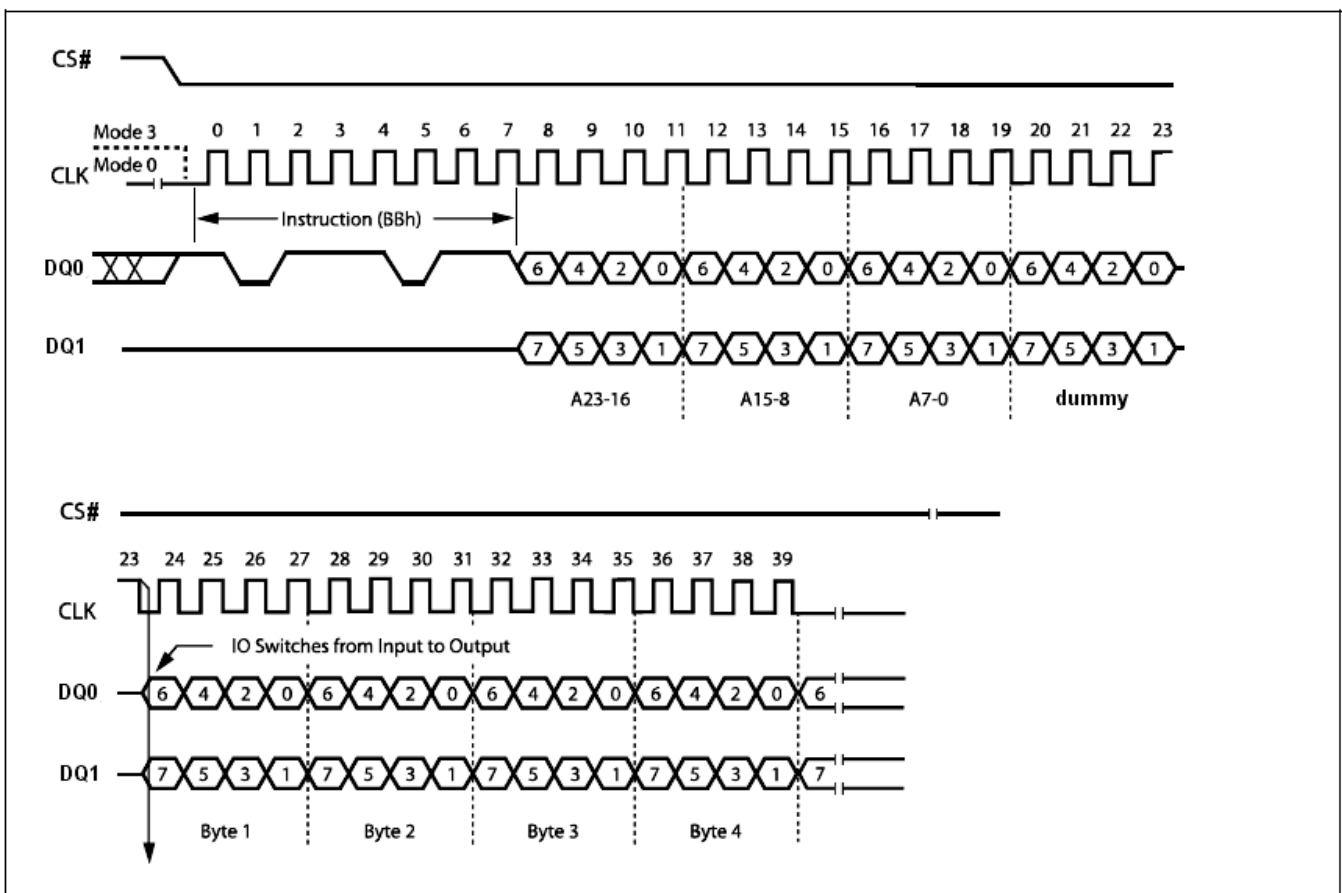 CS#
Mode 3
0 1 2 3 4 5 6 7 8 9 10 11 12 13 14 15 16 17 18 19 20 21 22 23
CLK Mode 0
Instruction (BBh)
DQ0 6 4 2 0 6 4 2 0 6 4 2 0 6 4 2 0
DQ1 7 5 3 1 7 5 3 1 7 5 3 1 7 5 3 1
A23-16 A15-8 A7-0 dummy
CS#
23 24 25 26 27 28 29 30 31 32 33 34 35 36 37 38 39
CLK
IO Switches from Input to Output
DQ0 6 4 2 0 6 4 2 0 6 4 2 0 6 4 2 0 6
DQ1 7 5 3 1 7 5 3 1 7 5 3 1 7 5 3 1 7
Byte 1 Byte 2 Byte 3 Byte 4